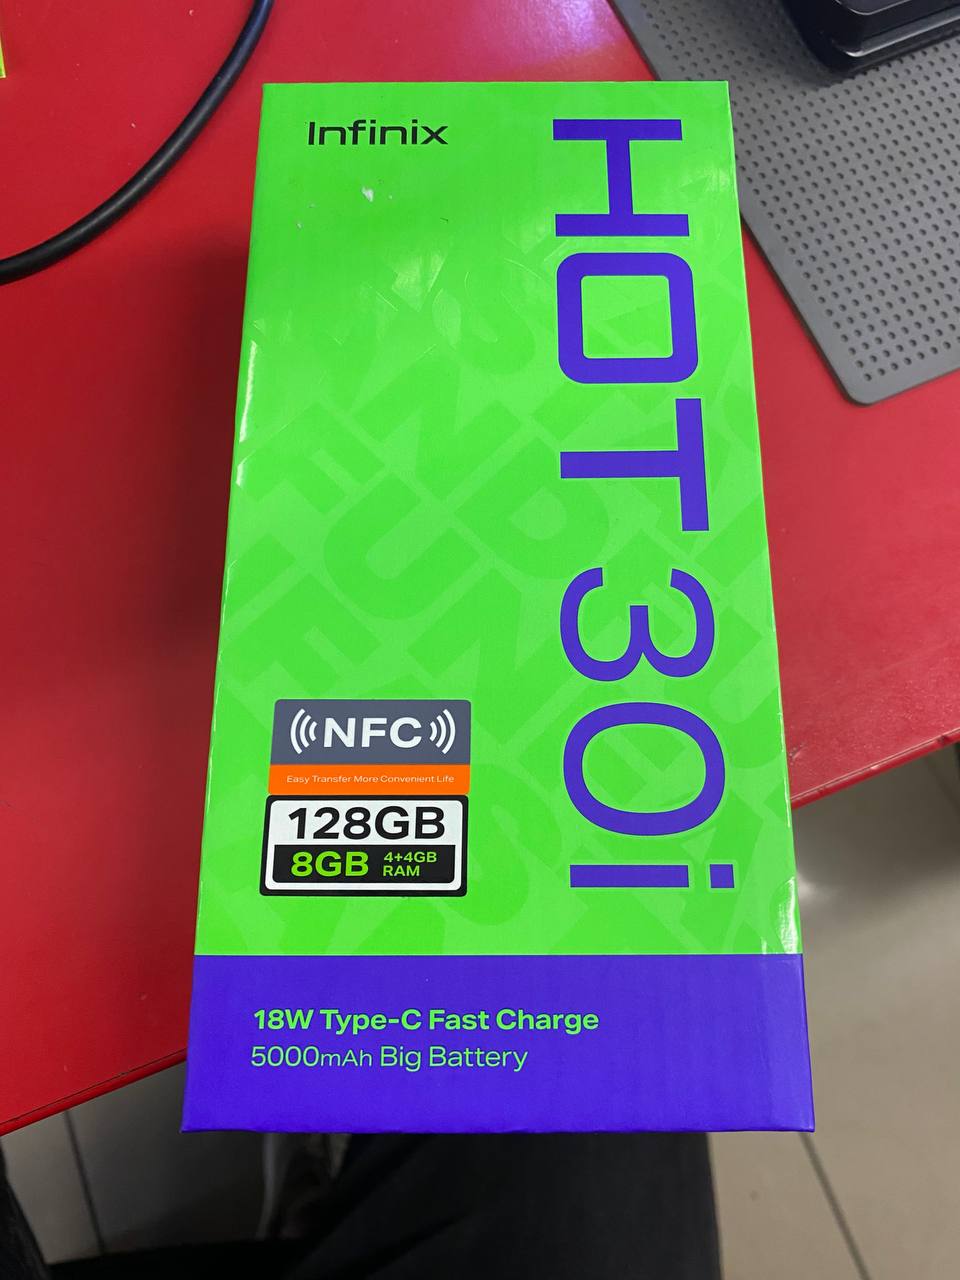 Infinix
HOT 30i
NFC
Easy Transfer More Convenient Life
128GB
8GB 4+4GB RAM
18W Type-C Fast Charge
5000mAh Big Battery